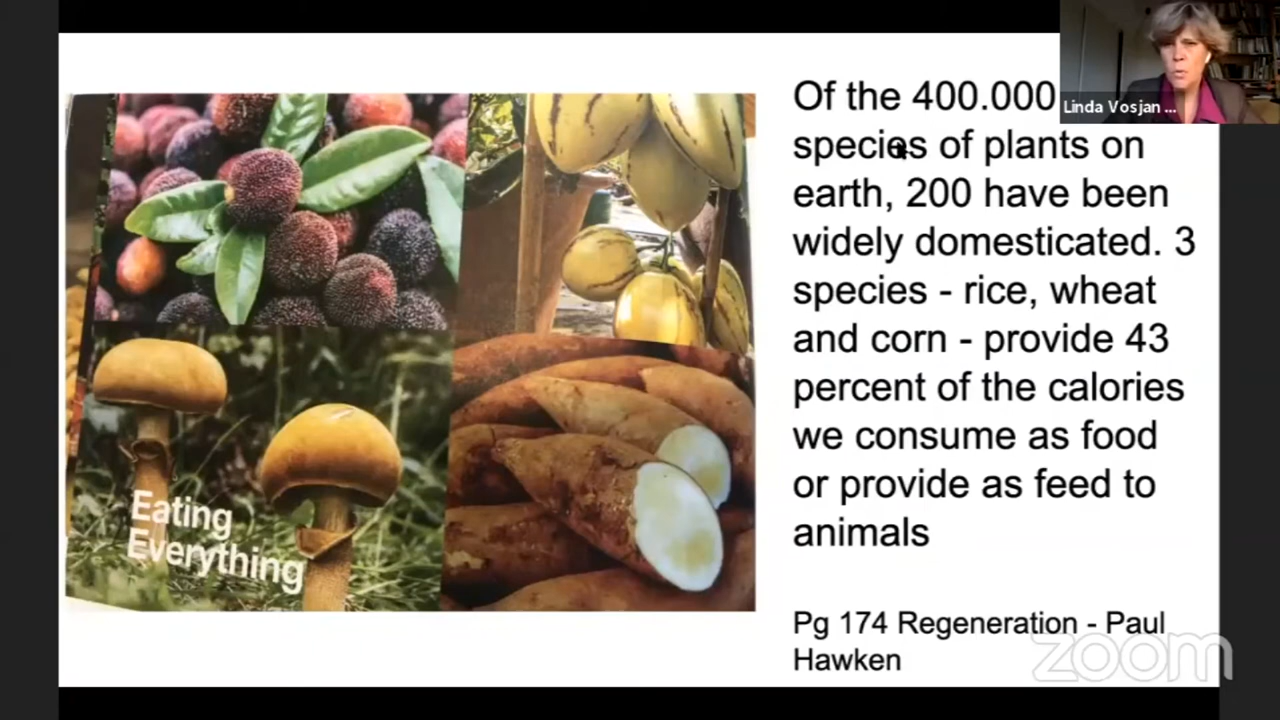 Of the 400.000
species of plants on
earth, 200 have been
widely domesticated. 3
species - rice, wheat
and corn - provide 43
percent of the calories
we consume as food
or provide as feed to
animals
Pg 174 Regeneration - Paul
Hawken
Eating
Everything
Linda Vosjan ...
zoom